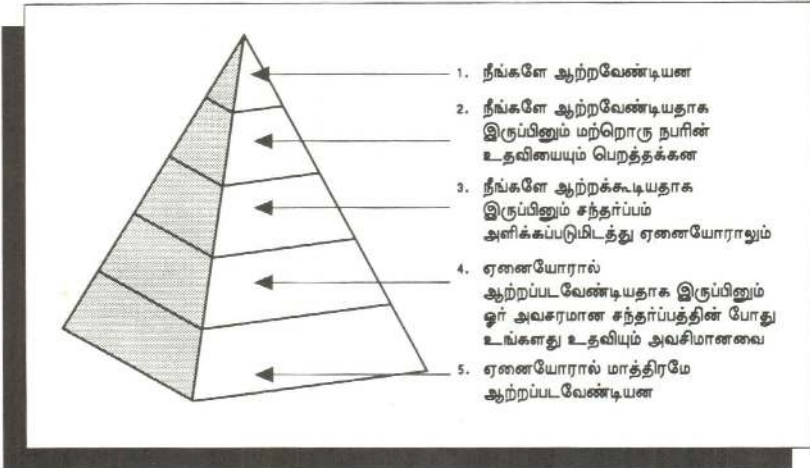 1. நீங்களே ஆற்றவேண்டியன
2. நீங்களே ஆற்றவேண்டியதாக
இருப்பினும் மற்றொரு நபரின்
உதவியையும் பெறத்தக்கன
3. நீங்களே ஆற்றக்கூடியதாக
இருப்பினும் சந்தர்ப்பம்
அளிக்கப்படுமிடத்து ஏனையோராலும்
4. ஏனையோரால்
ஆற்றப்படவேண்டியதாக இருப்பினும்
ஓர் அவசரமான சந்தர்ப்பத்தின் போது
உங்களது உதவியும் அவசிமானவை
5. ஏனையோரால் மாத்திரமே
ஆற்றப்படவேண்டியன